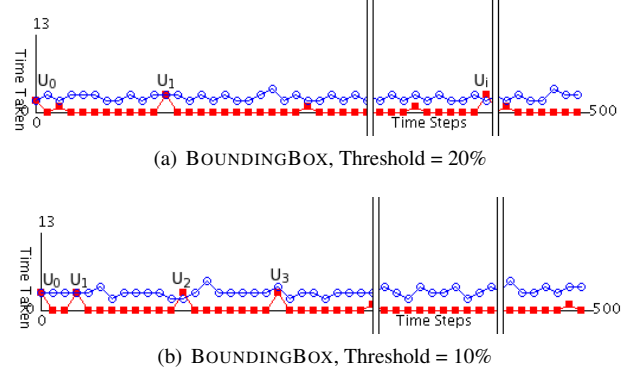 13
Time Taken
U0 U1 Ui
0 Time Steps 500
(a) BOUNDINGBOX, Threshold = 20%
13
Time Taken
U0 U1 U2 U3
0 0 Time Steps 500
(b) BOUNDINGBOX, Threshold = 10%